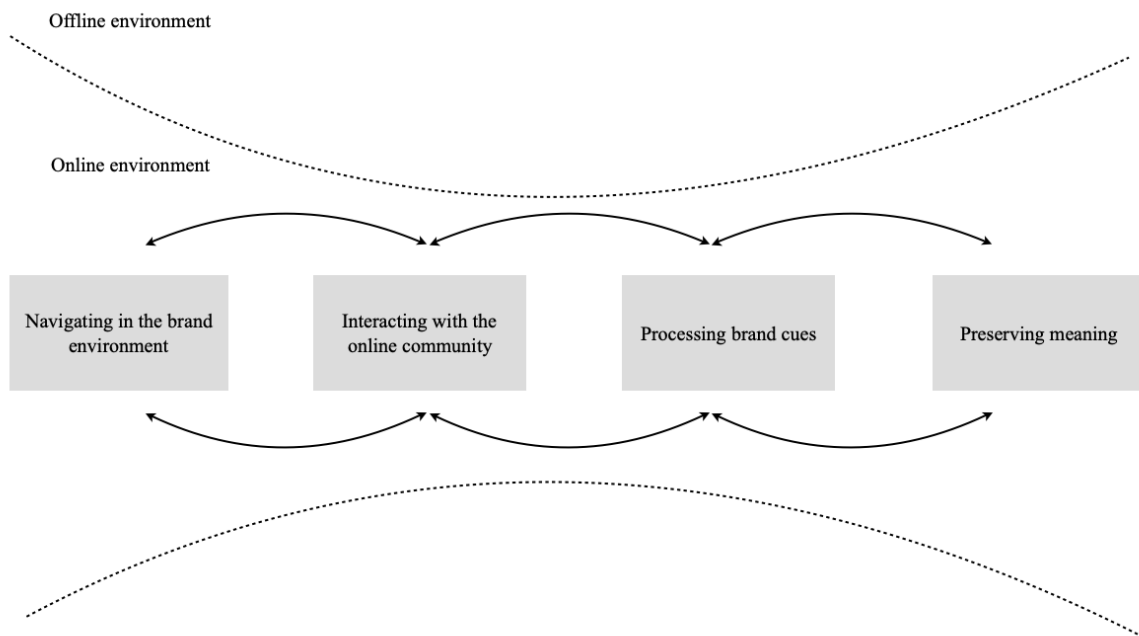 Offline environment
Online environment
Navigating in the brand
environment
Interacting with the
online community
Processing brand cues
Preserving meaning